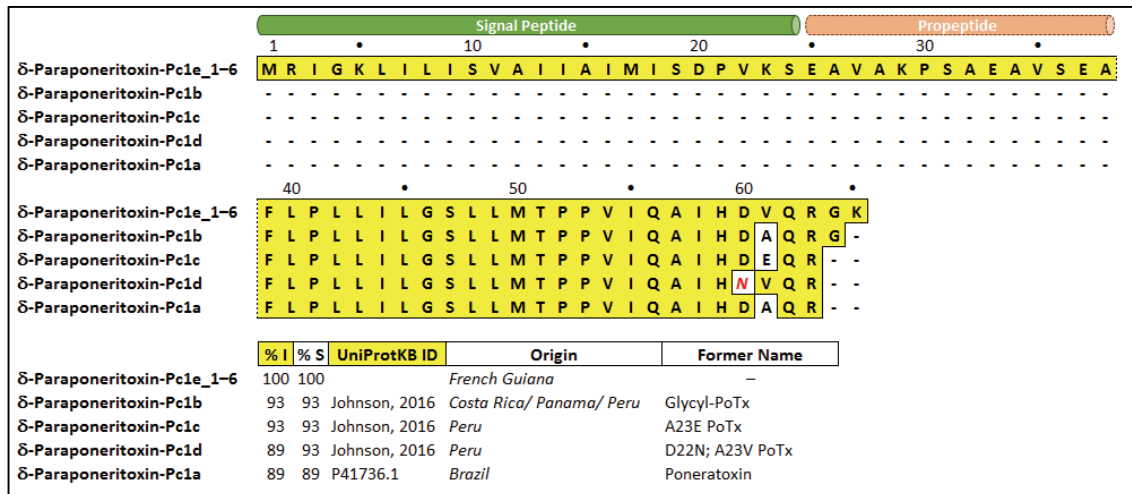 Signal Peptide Propeptide
1 • 10 • 20 • 30 •
δ-Paraponeritoxin-Pc1e_1−6 M R I G K L I L I S V A I I A I M I S D P V K S E A V A K P S A E A V S E A
δ-Paraponeritoxin-Pc1b - - - - - - - - - - - - - - - - - - - - - - - - - - - - - - - - - - - - - -
δ-Paraponeritoxin-Pc1c - - - - - - - - - - - - - - - - - - - - - - - - - - - - - - - - - - - - - -
δ-Paraponeritoxin-Pc1d - - - - - - - - - - - - - - - - - - - - - - - - - - - - - - - - - - - - - -
δ-Paraponeritoxin-Pc1a - - - - - - - - - - - - - - - - - - - - - - - - - - - - - - - - - - - - - -
40 • 50 • 60 •
δ-Paraponeritoxin-Pc1e_1−6 F L P L L I L G S L L M T P P V I Q A I H D V Q R G K
δ-Paraponeritoxin-Pc1b F L P L L I L G S L L M T P P V I Q A I H D A Q R G -
δ-Paraponeritoxin-Pc1c F L P L L I L G S L L M T P P V I Q A I H D E Q R - -
δ-Paraponeritoxin-Pc1d F L P L L I L G S L L M T P P V I Q A I H N V Q R - -
δ-Paraponeritoxin-Pc1a F L P L L I L G S L L M T P P V I Q A I H D A Q R - -
% I % S UniProtKB ID Origin Former Name
δ-Paraponeritoxin-Pc1e_1−6 100 100 French Guiana –
δ-Paraponeritoxin-Pc1b 93 93 Johnson, 2016 Costa Rica/ Panama/ Peru Glycyl-PoTx
δ-Paraponeritoxin-Pc1c 93 93 Johnson, 2016 Peru A23E PoTx
δ-Paraponeritoxin-Pc1d 89 93 Johnson, 2016 Peru D22N; A23V PoTx
δ-Paraponeritoxin-Pc1a 89 89 P41736.1 Brazil Poneratoxin